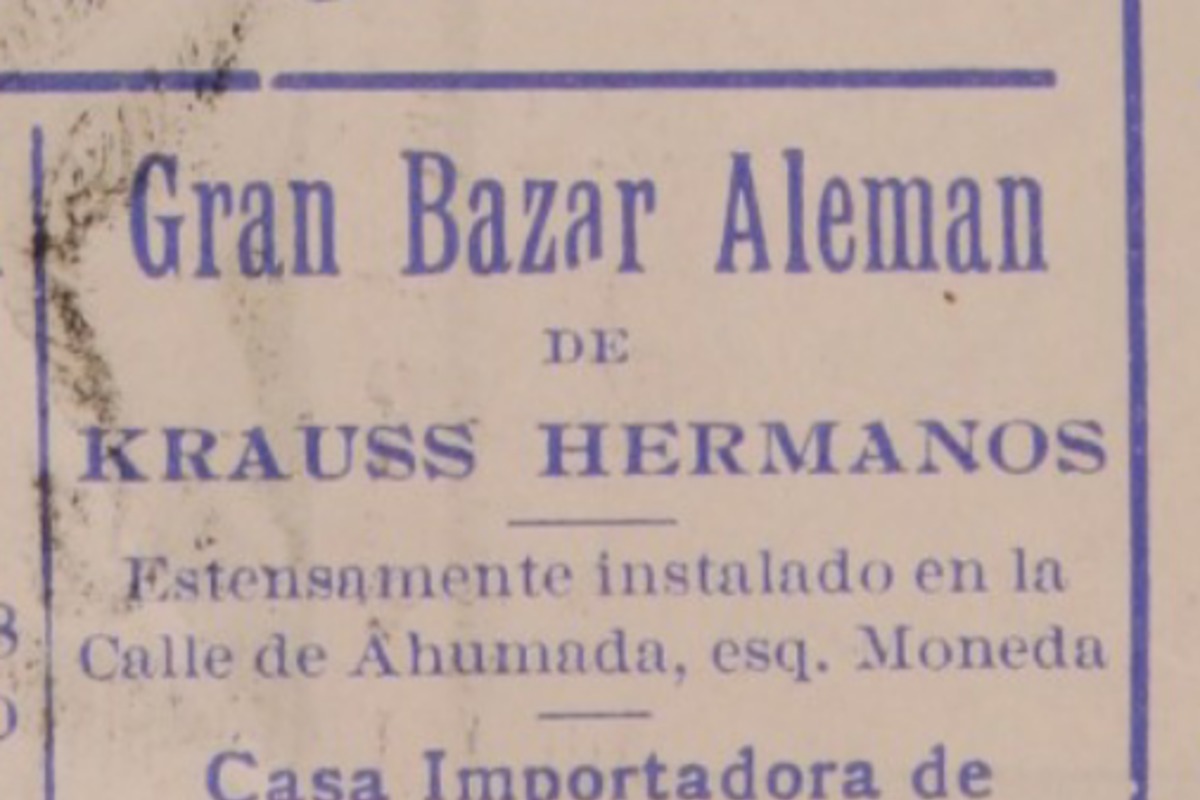 Gran Bazar Aleman
DE
KRAUSS HERMANOS
Estensamente instalado en la
Calle de Ahumada, esq. Moneda
Casa Importadora de